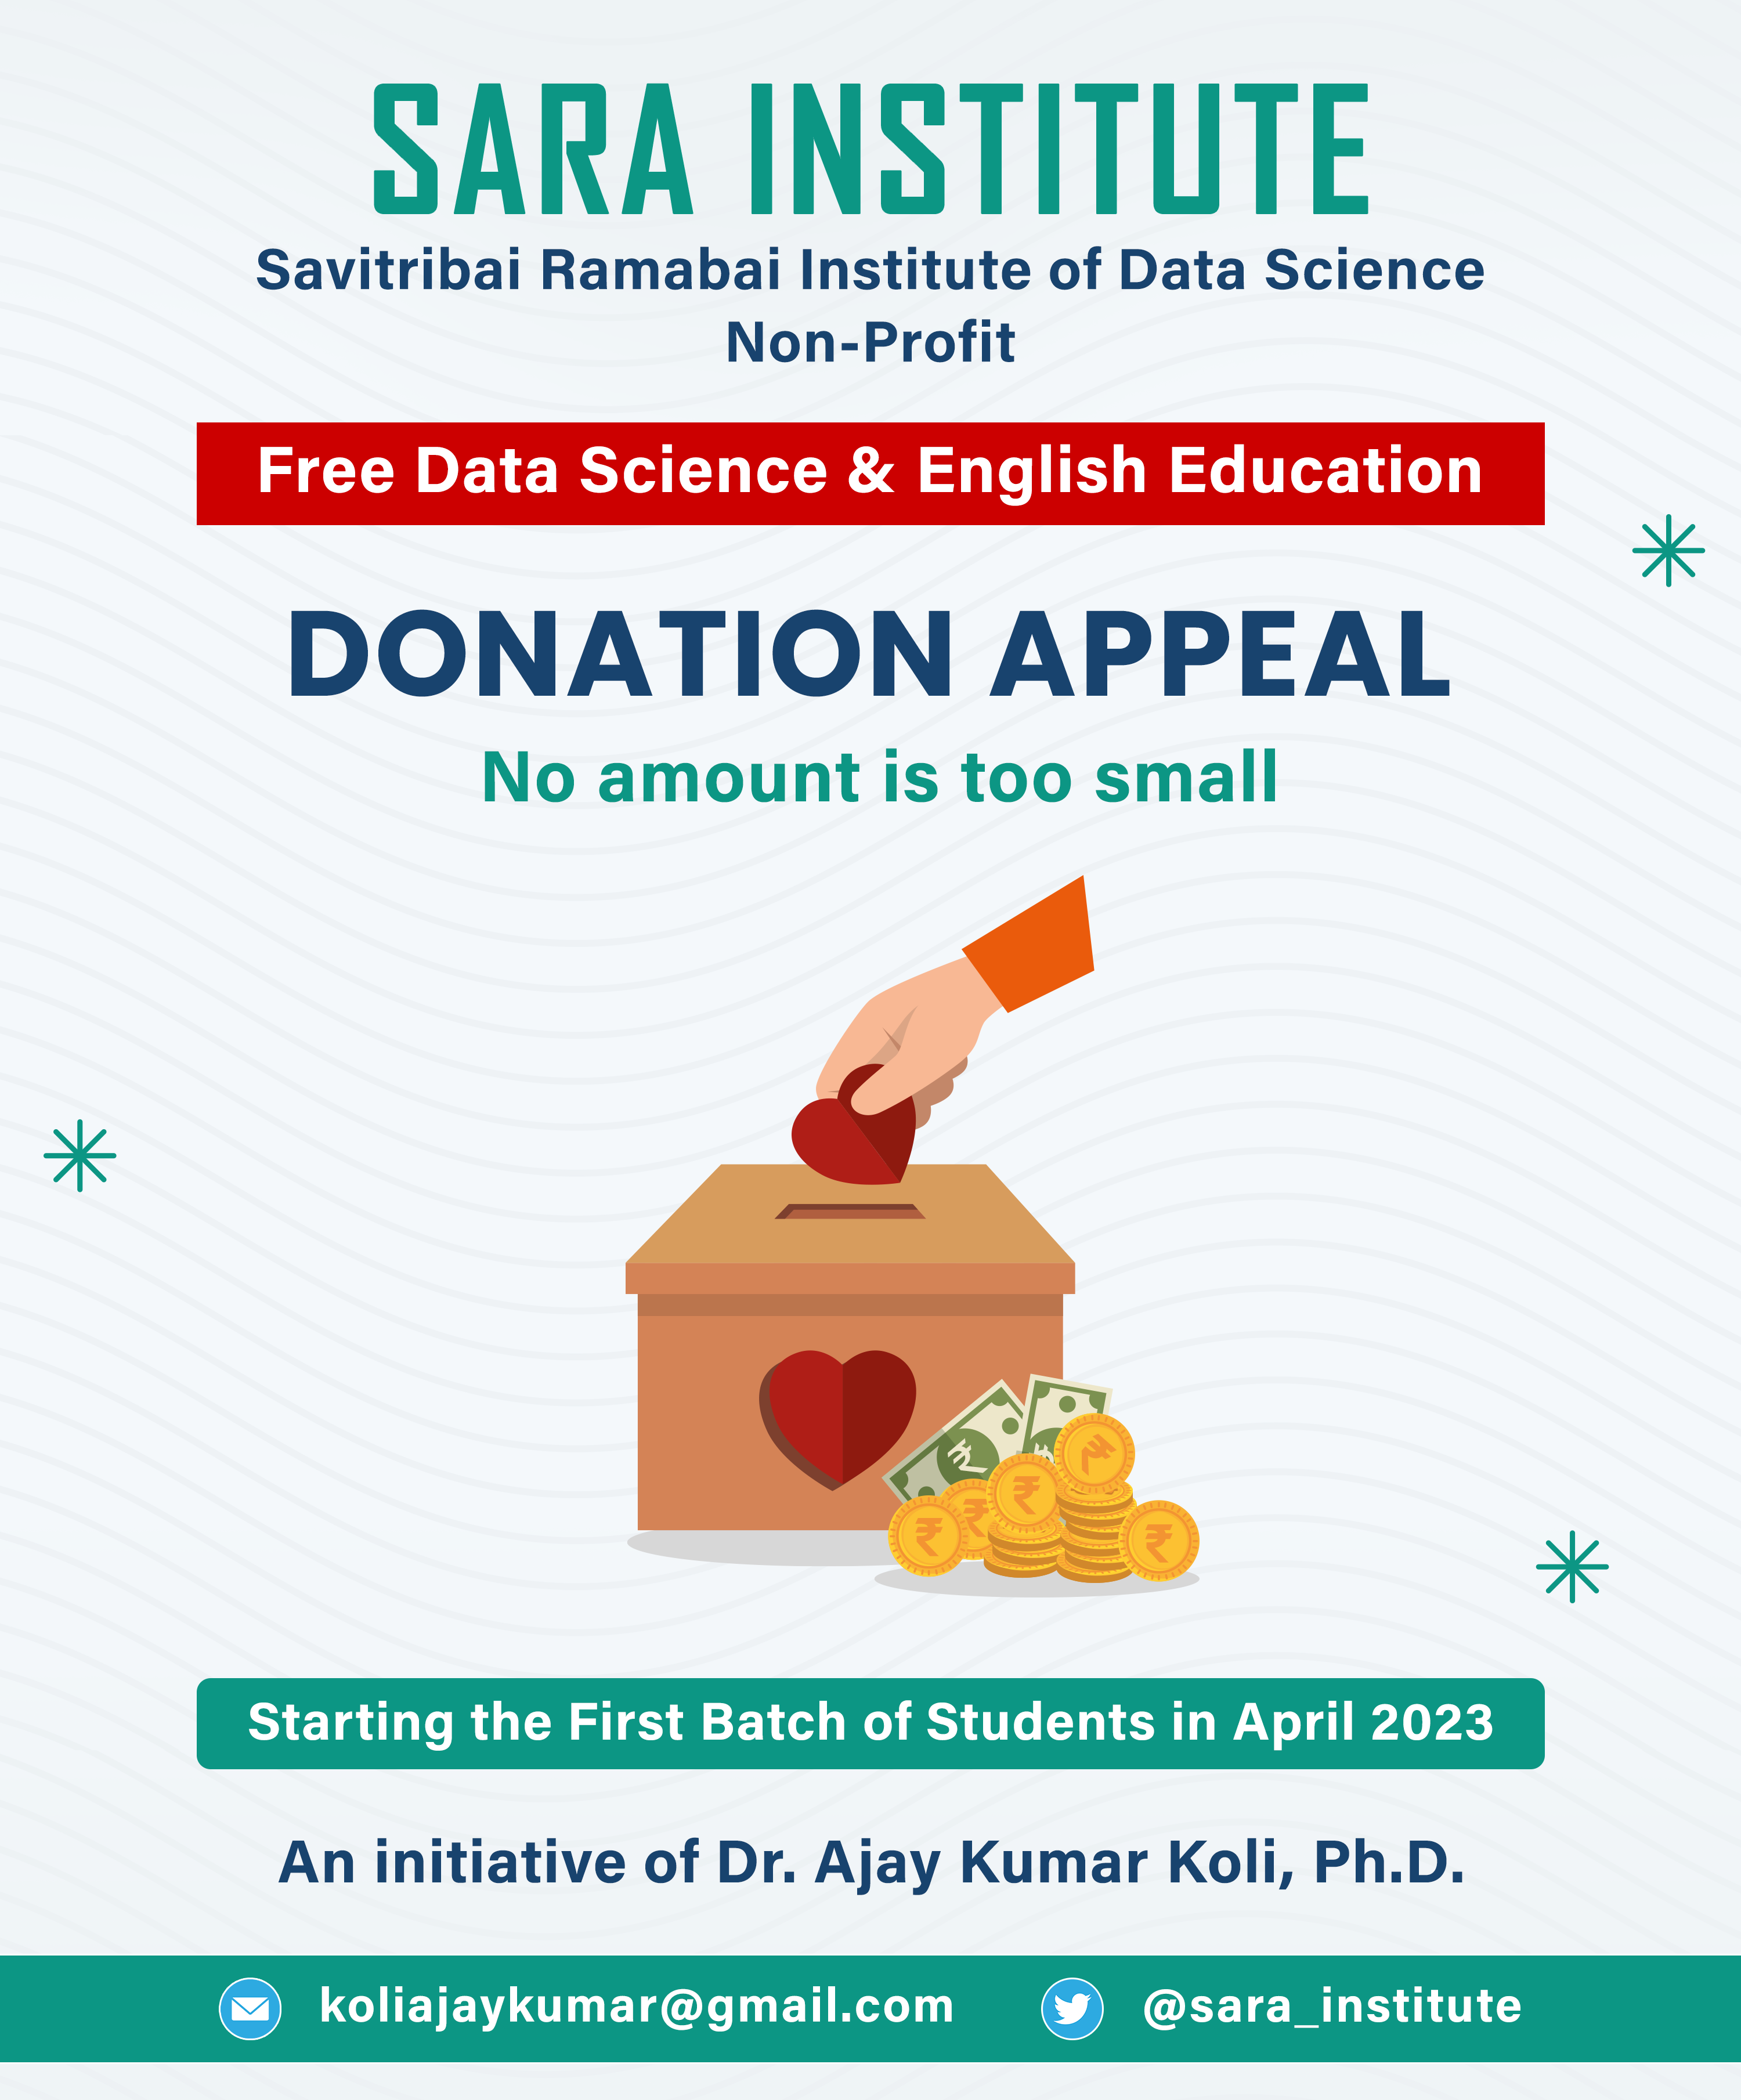 SARA INSTITUTE
Savitribai Ramabai Institute of Data Science
Non-Profit
Free Data Science & English Education
DONATION APPEAL
No amount is too small
₹
₹
₹
₹
₹
₹
₹
Starting the First Batch of Students in April 2023
An initiative of Dr. Ajay Kumar Koli, Ph.D.
koliajaykumar@gmail.com @sara_institute